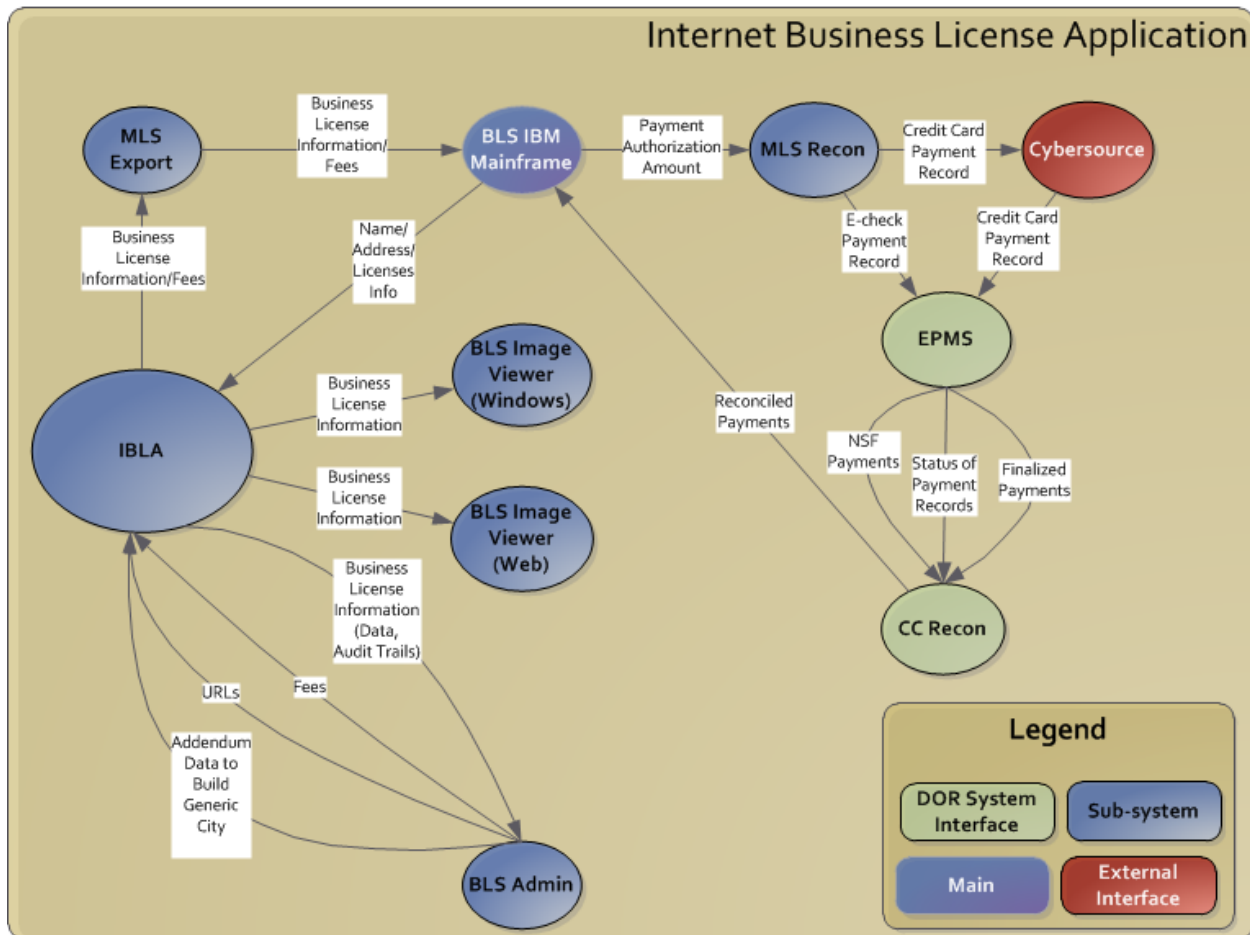 Internet Business License Application
MLS
Export
Business
License
Information/
Fees
BLS IBM
Mainframe
Payment
Authorization
Amount
MLS Recon
Credit Card
Payment
Record
Cybersource
Business
License
Information/Fees
Name/
Address/
Licenses
Info
E-check
Payment
Record
Credit Card
Payment
Record
EPMS
BLS Image
Viewer
(Windows)
Business
License
Information
IBLA
Reconciled
Payments
NSF
Payments
Status of
Payment
Records
Finalized
Payments
Business
License
Information
BLS Image
Viewer
(Web)
Business
License
Information
(Data,
Audit Trails)
CC Recon
URLs
Fees
Addendum
Data to
Build
Generic
City
BLS Admin
Legend
DOR System
Interface
Sub-system
Main
External
Interface